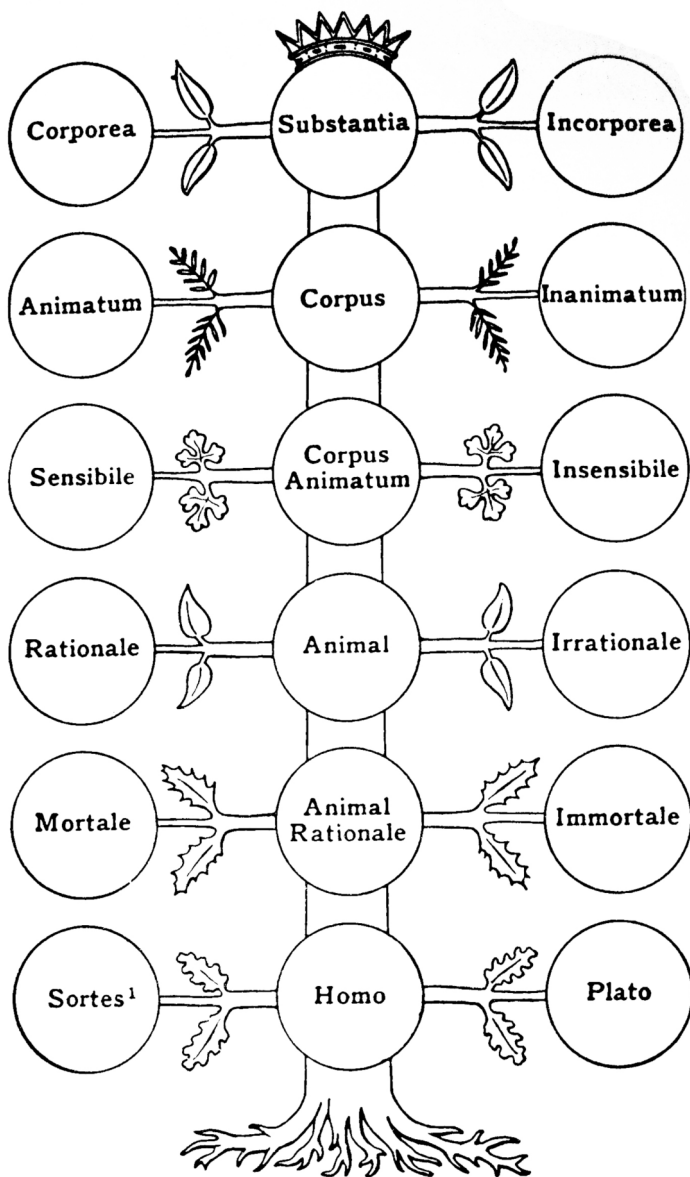 Corporea
Substantia
Incorporea
Animatum
Corpus
Inanimatum
Sensibile
Corpus
Animatum
Insensibile
Rationale
Animal
Irrationale
Mortale
Animal
Rationale
Immortale
Sortes¹
Homo
Plato